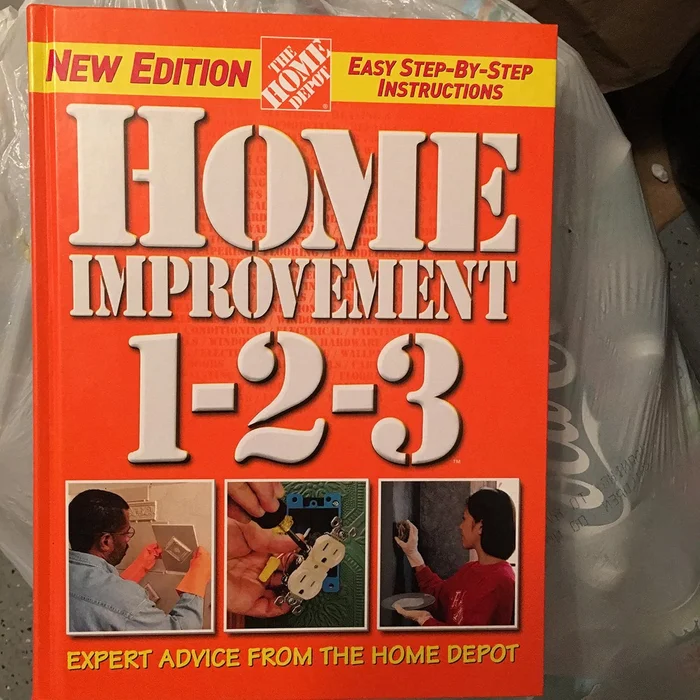 NEW EDITION
THE
HOME
DEPOT
EASY STEP-BY-STEP
INSTRUCTIONS
HOME
IMPROVEMENT
1-2-3
TM
EXPERT ADVICE FROM THE HOME DEPOT